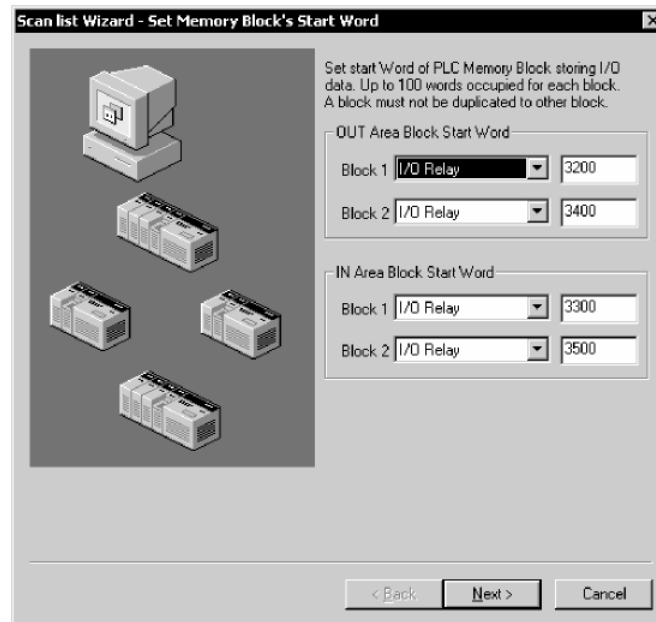 Scan list Wizard - Set Memory Block's Start Word
Set start Word of PLC Memory Block storing I/O
data. Up to 100 words occupied for each block.
A block must not be duplicated to other block.
OUT Area Block Start Word
Block 1 I/O Relay 3200
Block 2 I/O Relay 3400
IN Area Block Start Word
Block 1 I/O Relay 3300
Block 2 I/O Relay 3500
< Back Next > Cancel